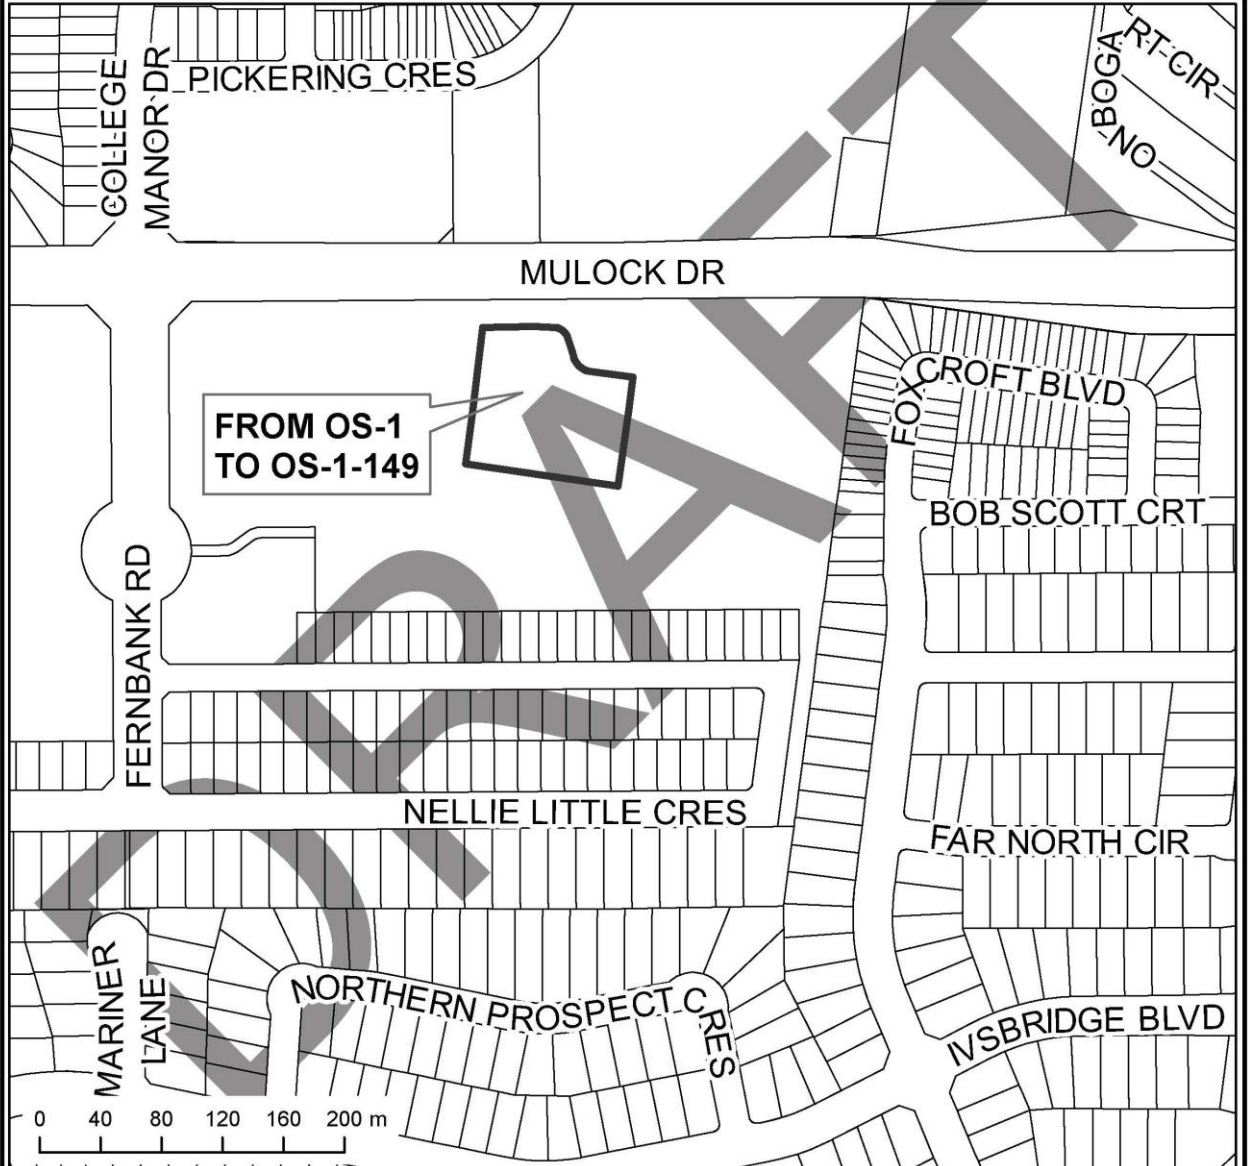 COLLEGE
MANOR DR
PICKERING CRES
BOGA
RT CIR
NO
MULOCK DR
FROM OS-1
TO OS-1-149
FOX
CROFT BLVD
BOB SCOTT CRT
FERNBANK RD
NELLIE LITTLE CRES
FAR NORTH CIR
MARINER
LANE
NORTHERN PROSPECT CRES
IVSBRIDGE BLVD
0 40 80 120 160 200 m
DRAFT